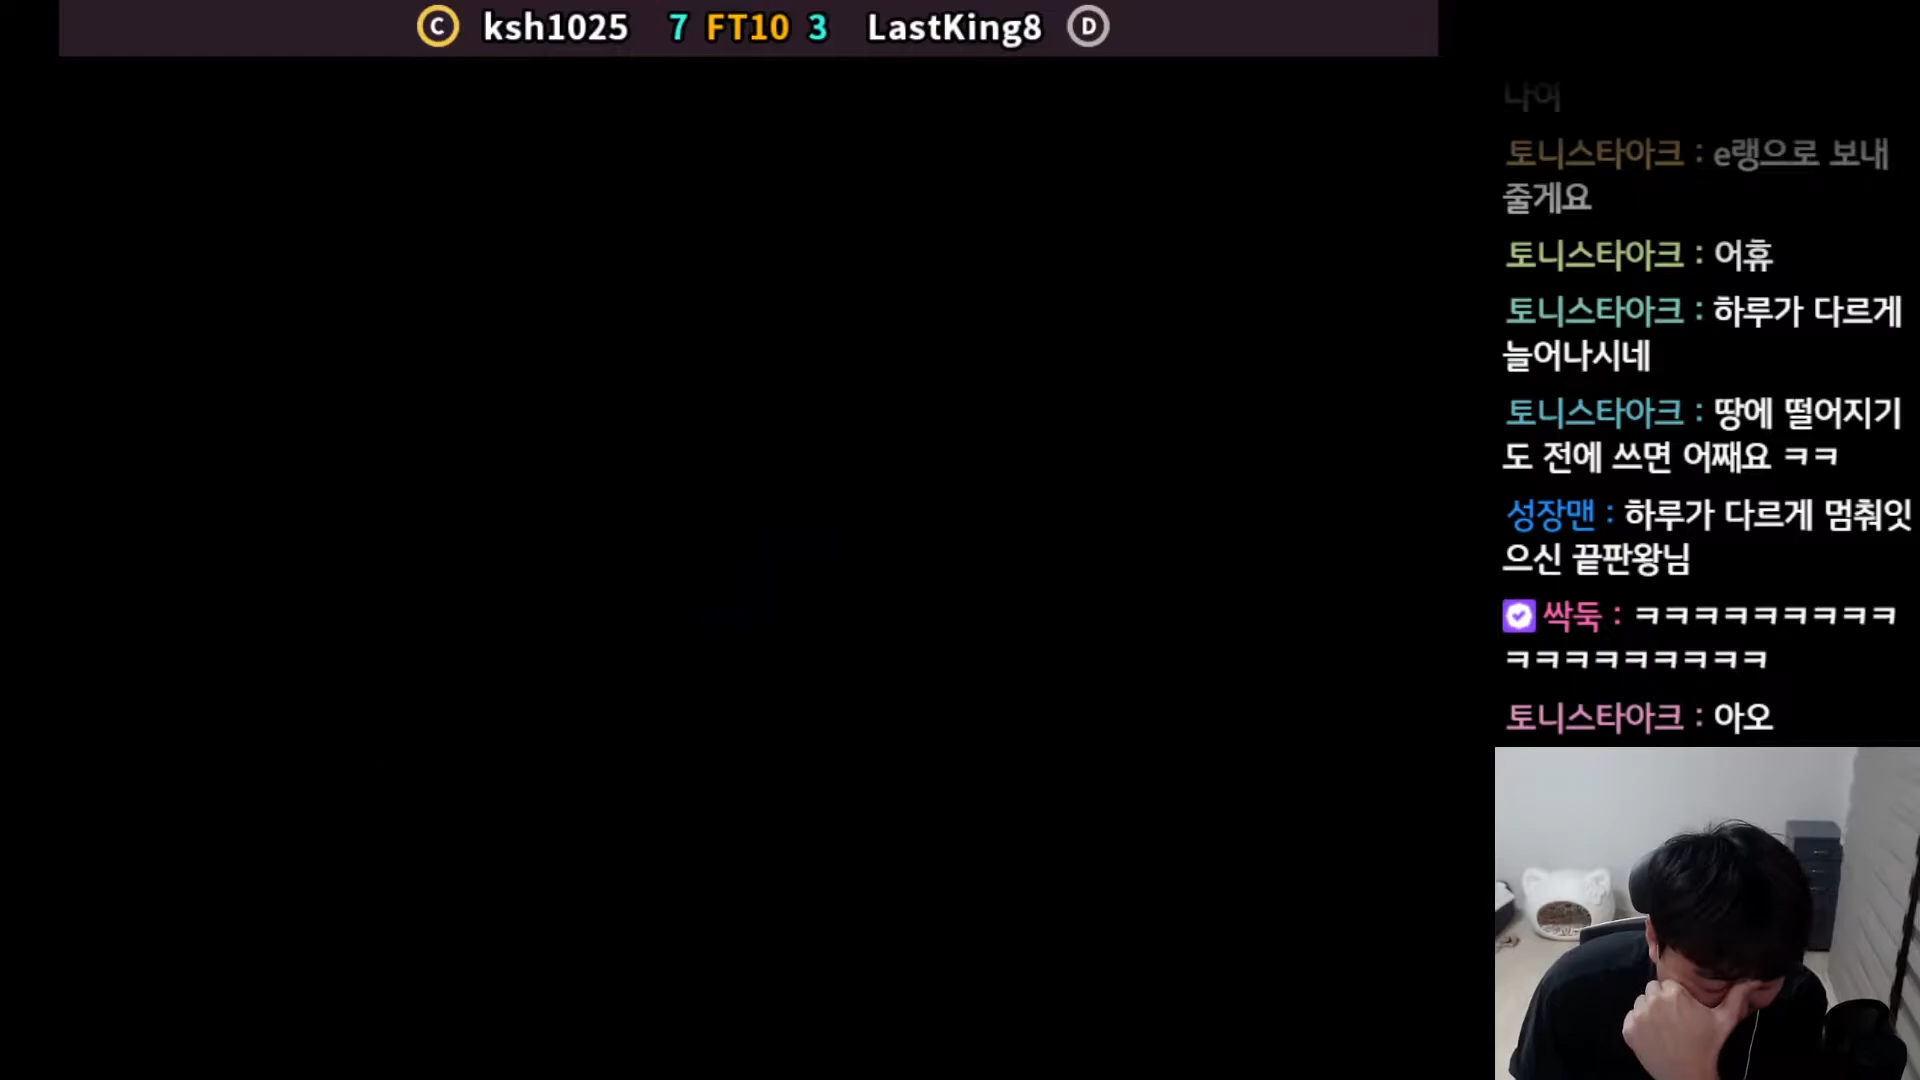 C ksh1025 7 FT10 3 LastKing8 D
나여
토니스타아크 : e랭으로 보내
줄게요
토니스타아크 : 어휴
토니스타아크 : 하루가 다르게
늘어나시네
토니스타아크 : 땅에 떨어지기
도 전에 쓰면 어째요 ㅋㅋ
성장맨 : 하루가 다르게 멈춰잇
으신 끝판왕님
싹둑 : ㅋㅋㅋㅋㅋㅋㅋㅋㅋ
ㅋㅋㅋㅋㅋㅋㅋㅋㅋ
토니스타아크 : 아오